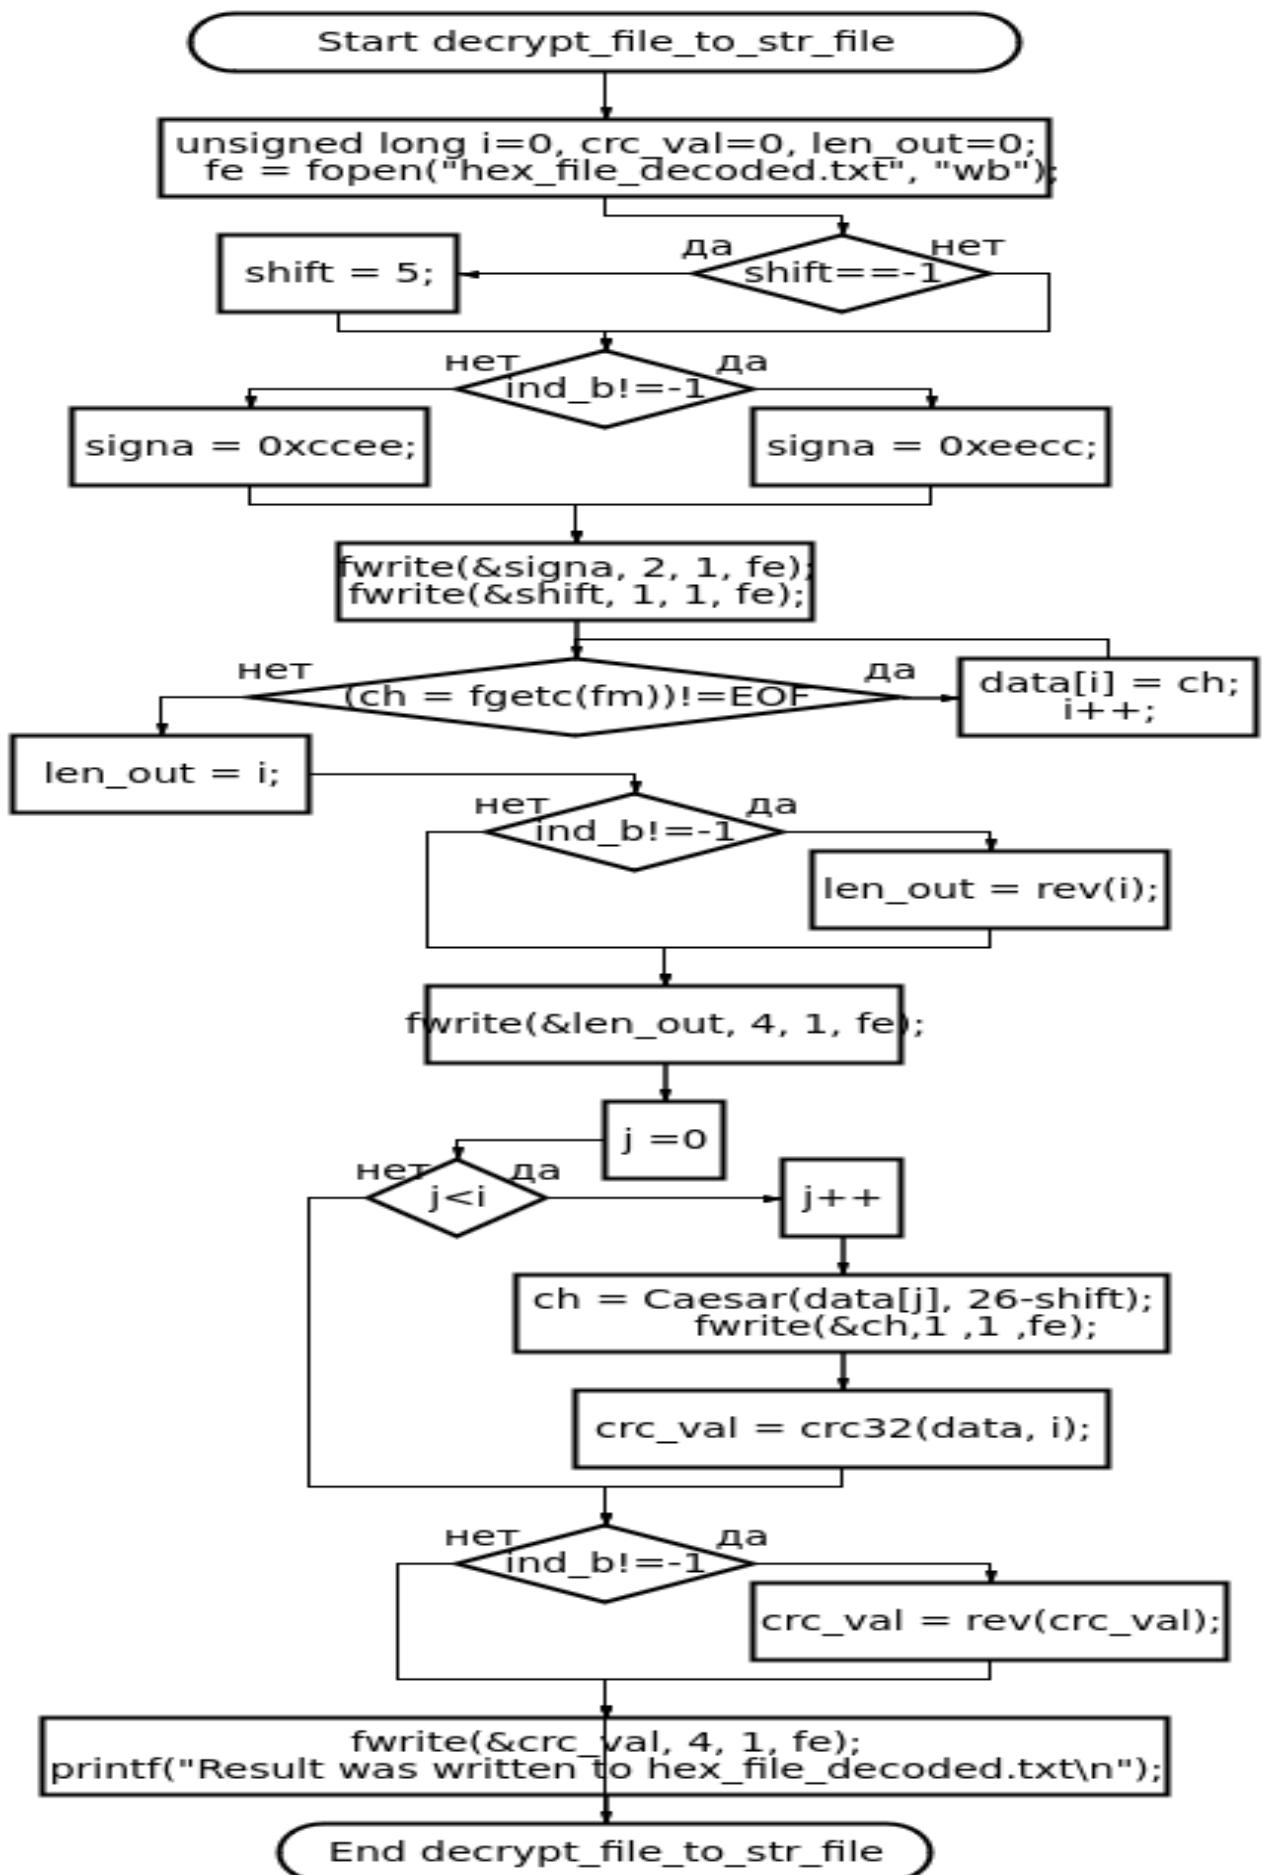 Start decrypt_file_to_str_file
unsigned long i=0, crc_val=0, len_out=0;
fe = fopen("hex_file_decoded.txt", "wb");
да
нет
shift = 5;
shift==-1
нет
да
ind_b!=-1
signa = 0xccee;
signa = 0xeecc;
fwrite(&signa, 2, 1, fe);
fwrite(&shift, 1, 1, fe);
нет
да
(ch = fgetc(fm))!=EOF
data[i] = ch;
i++;
len_out = i;
нет
да
ind_b!=-1
len_out = rev(i);
fwrite(&len_out, 4, 1, fe);
j =0
нет
да
j<i
j++
ch = Caesar(data[j], 26-shift);
fwrite(&ch,1 ,1 ,fe);
crc_val = crc32(data, i);
нет
да
ind_b!=-1
crc_val = rev(crc_val);
fwrite(&crc_val, 4, 1, fe);
printf("Result was written to hex_file_decoded.txt\n");
End decrypt_file_to_str_file